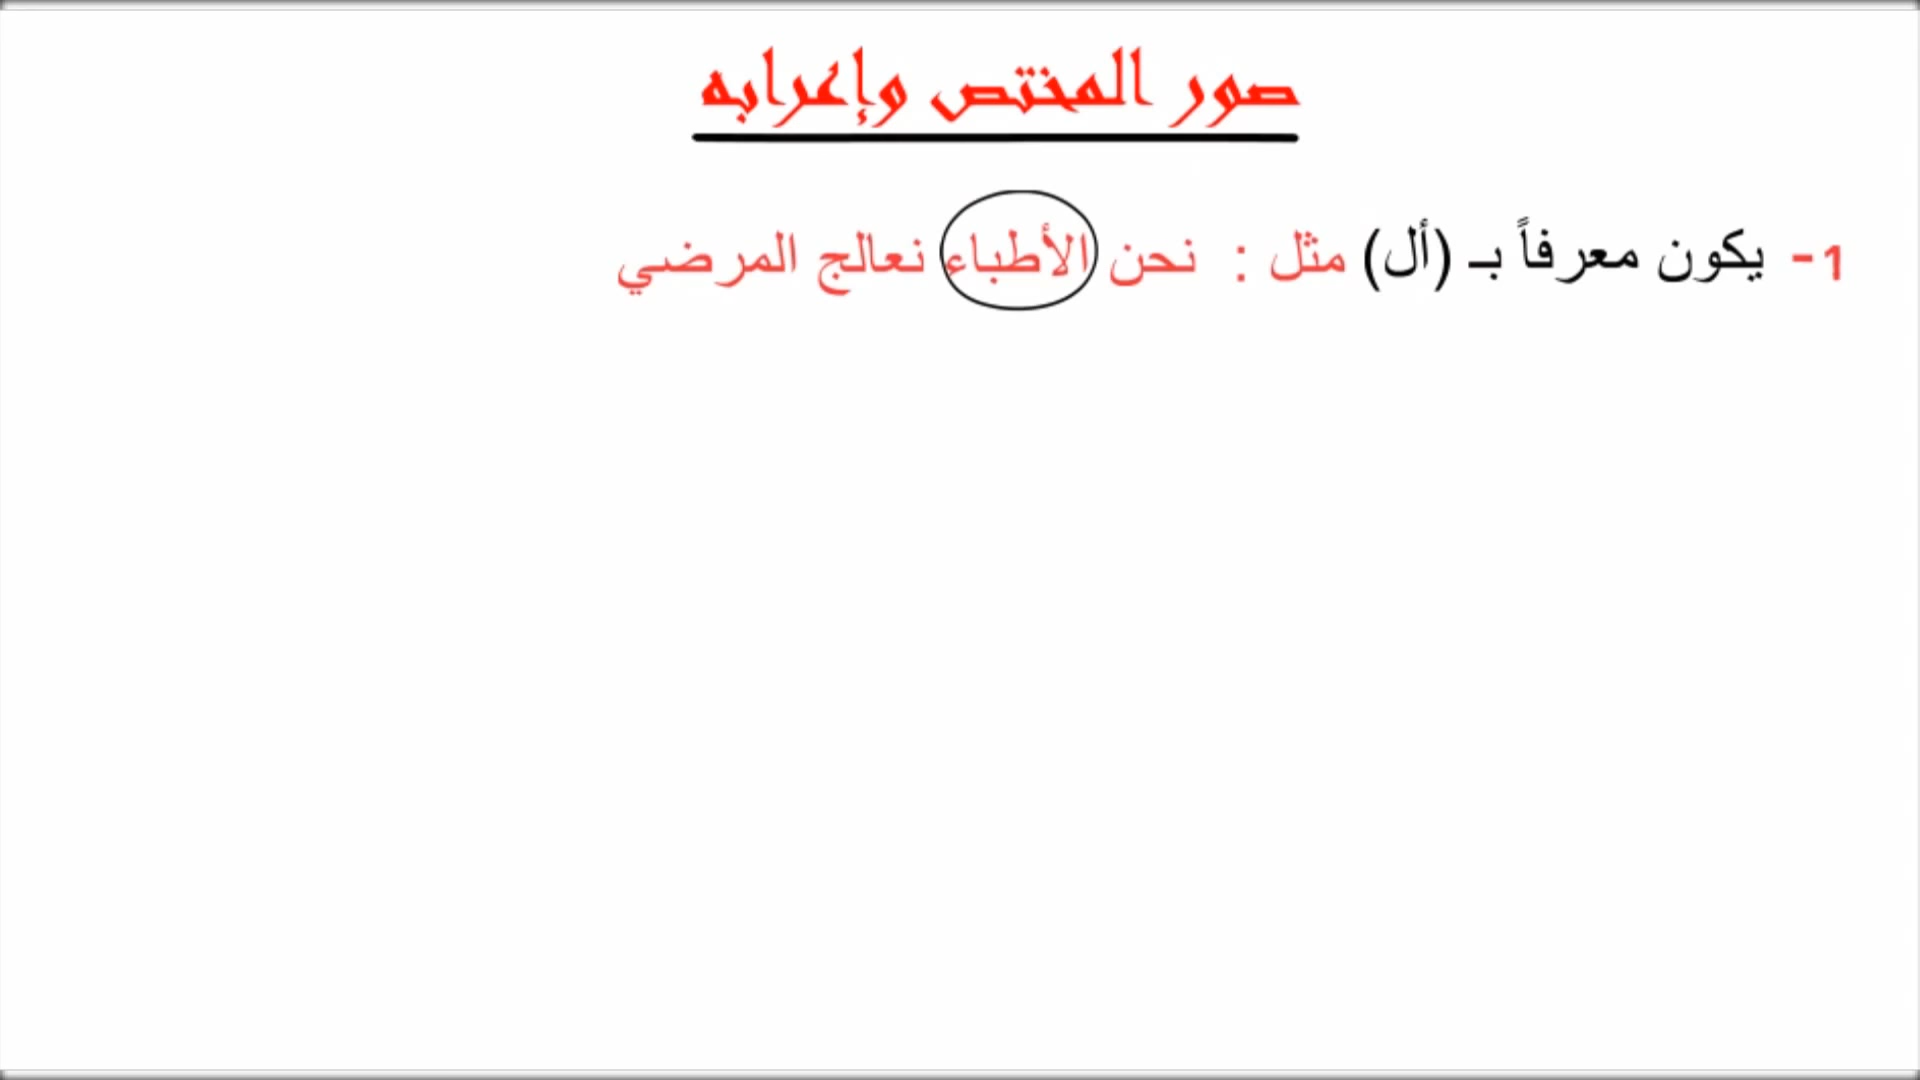 صور المختص وإعرابه
1- يكون معرفاً بـ (أل) مثل : نحن الأطباء نعالج المرضي